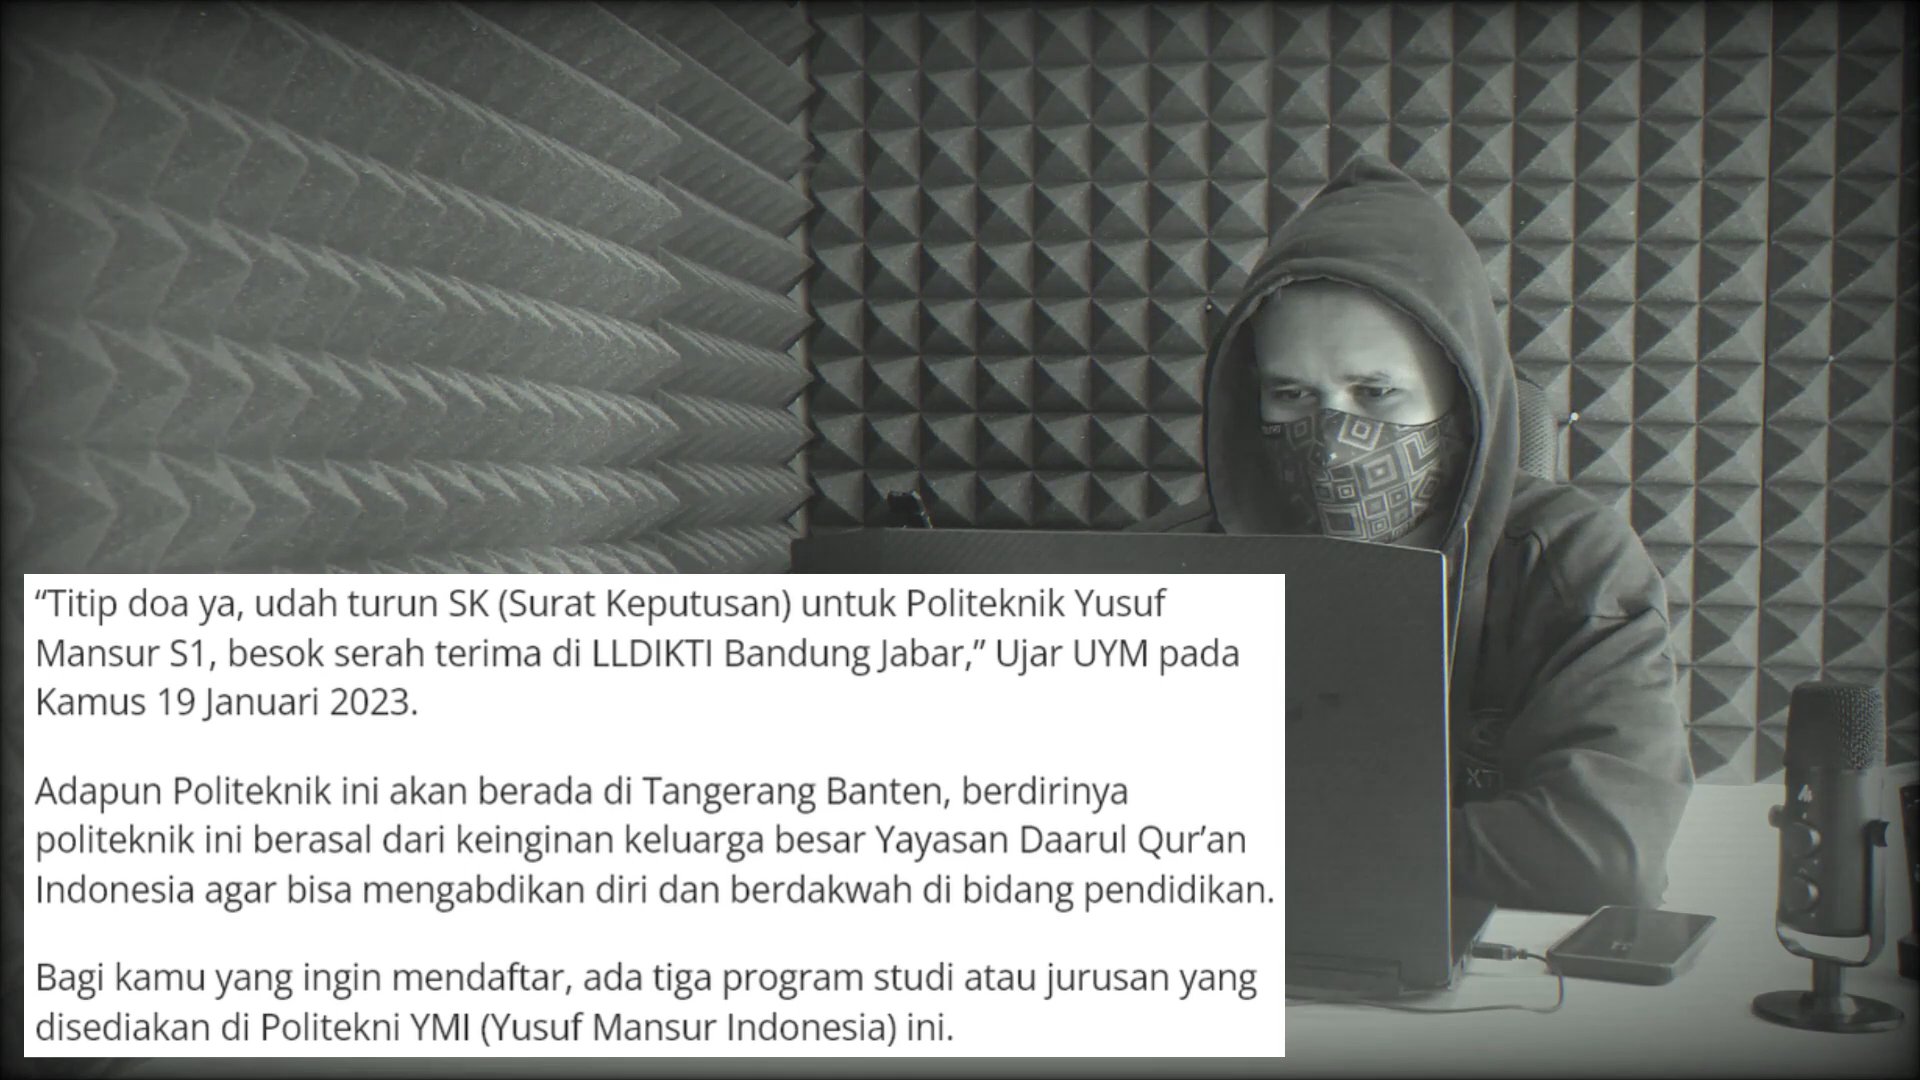 “Titip doa ya, udah turun SK (Surat Keputusan) untuk Politeknik Yusuf
Mansur S1, besok serah terima di LLDIKTI Bandung Jabar,” Ujar UYM pada
Kamus 19 Januari 2023.
Adapun Politeknik ini akan berada di Tangerang Banten, berdirinya
politeknik ini berasal dari keinginan keluarga besar Yayasan Daarul Qur’an
Indonesia agar bisa mengabdikan diri dan berdakwah di bidang pendidikan.
Bagi kamu yang ingin mendaftar, ada tiga program studi atau jurusan yang
disediakan di Politekni YMI (Yusuf Mansur Indonesia) ini.